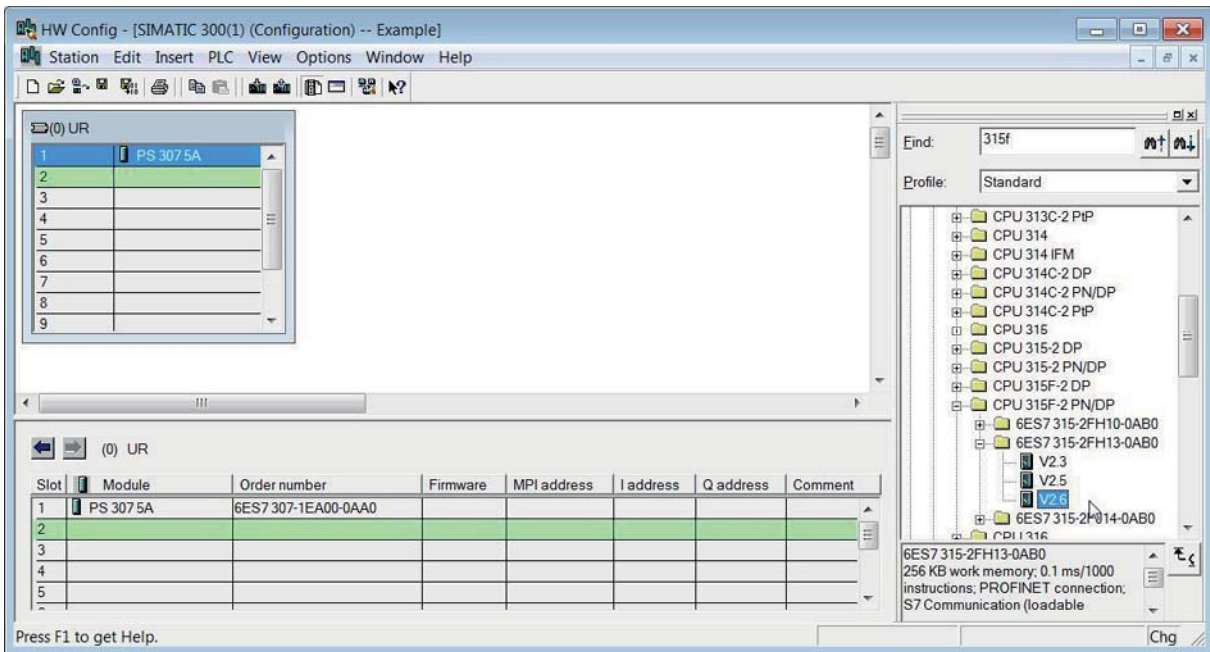 HW Config - [SIMATIC 300(1) (Configuration) -- Example]
Station Edit Insert PLC View Options Window Help
(0) UR
1 PS 307 5A
2
3
4
5
6
7
8
9
Find: 315f
Profile: Standard
CPU 313C-2 PtP
CPU 314
CPU 314 IFM
CPU 314C-2 DP
CPU 314C-2 PN/DP
CPU 314C-2 PtP
CPU 315
CPU 315-2 DP
CPU 315-2 PN/DP
CPU 315F-2 DP
CPU 315F-2 PN/DP
6ES7 315-2FH10-0AB0
6ES7 315-2FH13-0AB0
V2.3
V2.5
V2.6
CPU 316
6ES7 315-2FH13-0AB0
256 KB work memory; 0.1 ms/1000
instructions; PROFINET connection;
S7 Communication (loadable
(0) UR
Slot Module Order number Firmware MPI address I address Q address Comment
1 PS 307 5A 6ES7 307-1EA00-0AA0
2
3
4
5
Press F1 to get Help.
Chg